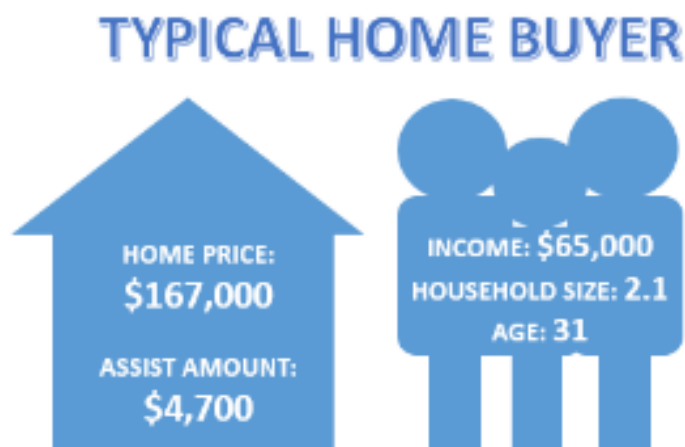 TYPICAL HOME BUYER
HOME PRICE:
$167,000
ASSIST AMOUNT:
$4,700
INCOME: $65,000
HOUSEHOLD SIZE: 2.1
AGE: 31